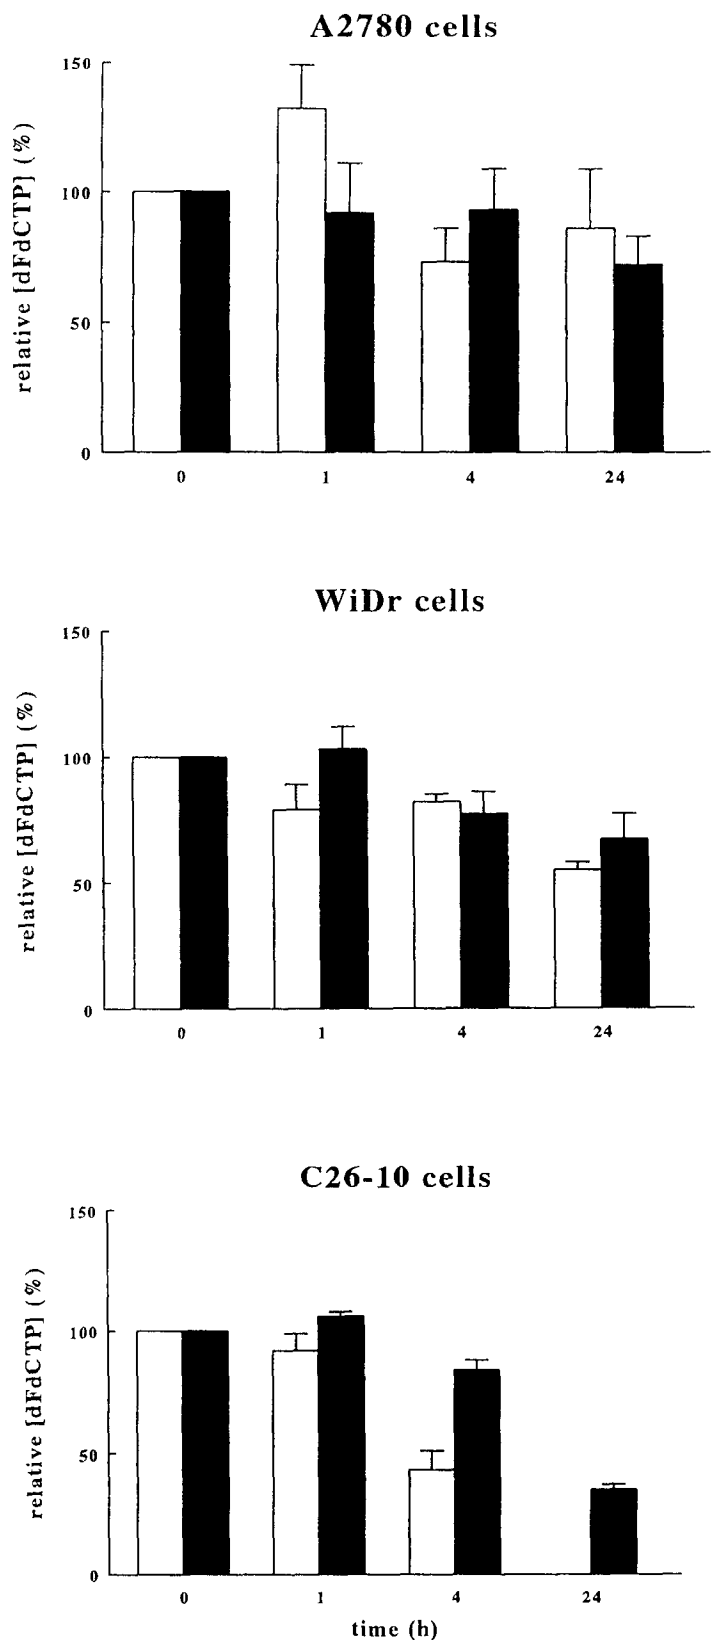 A2780 cells
150
100
50
0
relative [dFdCTP] (%)
0 1 4 24
WiDr cells
150
100
50
0
relative [dFdCTP] (%)
0 1 4 24
C26-10 cells
150
100
50
0
relative [dFdCTP] (%)
0 1 4 24
time (h)